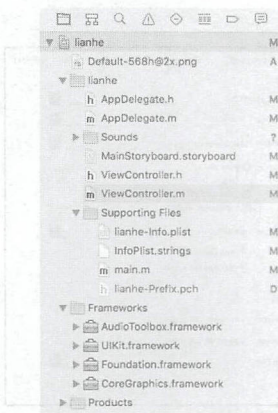 lianhe M
Default-568h@2x.png A
lianhe
h AppDelegate.h M
m AppDelegate.m M
Sounds ?
MainStoryboard.storyboard M
h ViewController.h M
m ViewController.m M
Supporting Files
lianhe-Info.plist M
InfoPlist.strings M
m main.m M
h lianhe-Prefix.pch D
Frameworks
AudioToolbox.framework
UIKit.framework
Foundation.framework
CoreGraphics.framework
Products